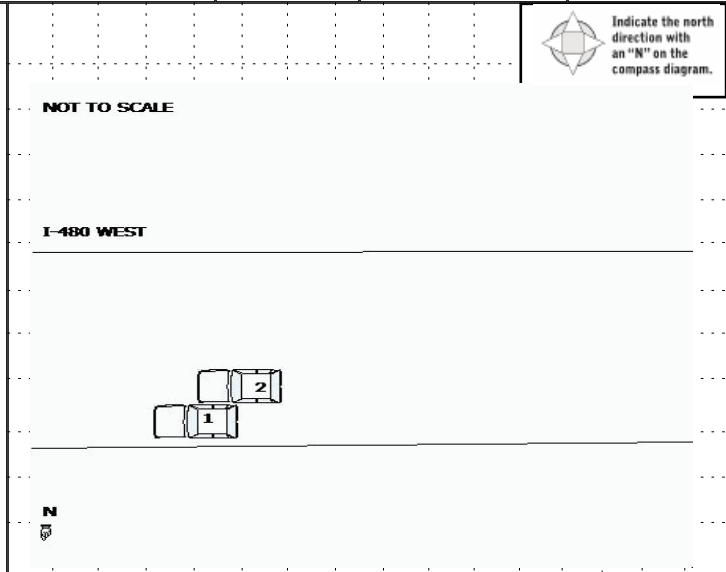 Indicate the north
direction with
an “N” on the
compass diagram.
NOT TO SCALE
I-480 WEST
2
1
N